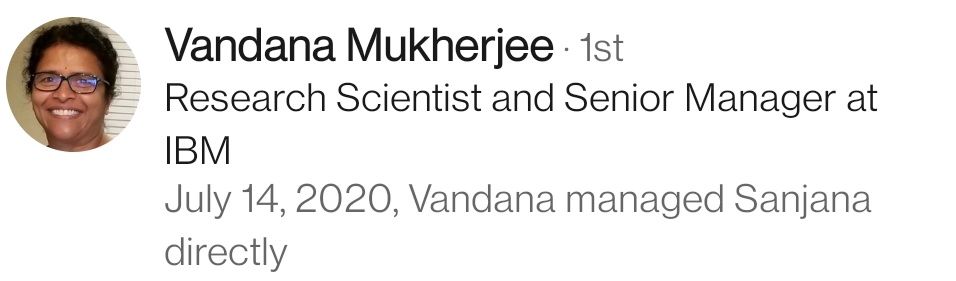 Vandana Mukherjee · 1st
Research Scientist and Senior Manager at
IBM
July 14, 2020, Vandana managed Sanjana
directly